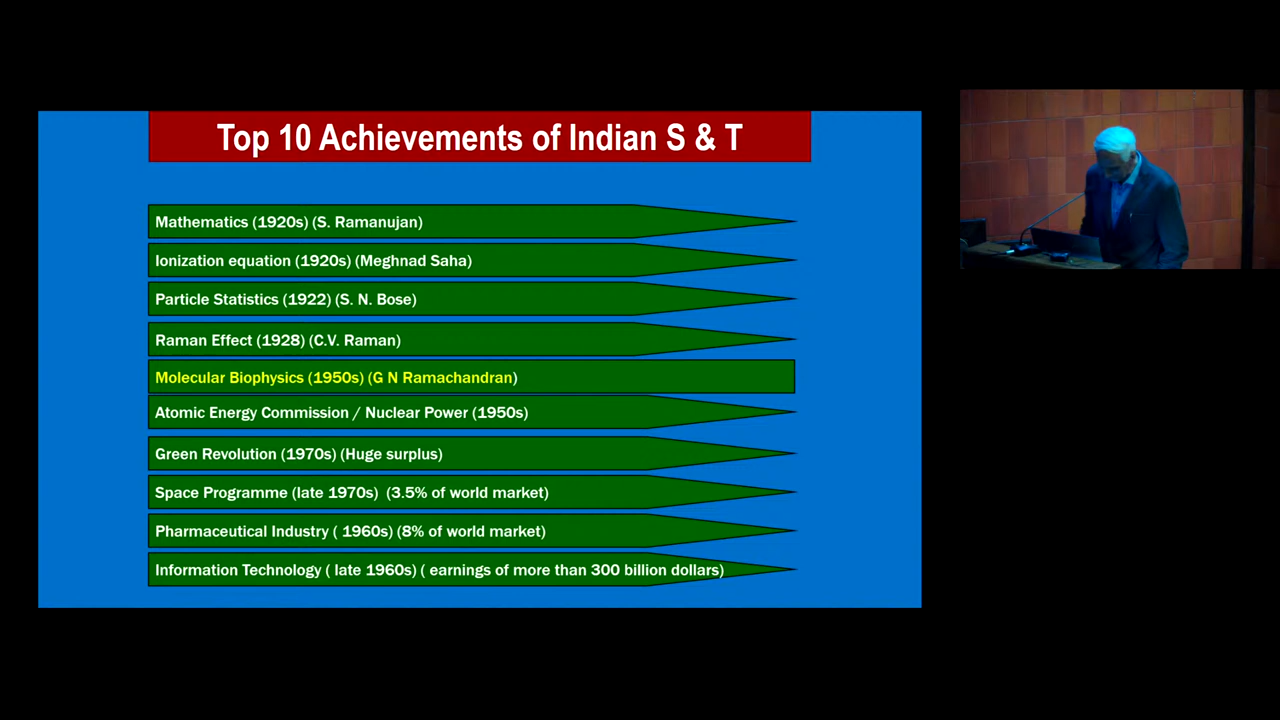 Top 10 Achievements of Indian S & T
Mathematics (1920s) (S. Ramanujan)
Ionization equation (1920s) (Meghnad Saha)
Particle Statistics (1922) (S. N. Bose)
Raman Effect (1928) (C.V. Raman)
Molecular Biophysics (1950s) (G N Ramachandran)
Atomic Energy Commission / Nuclear Power (1950s)
Green Revolution (1970s) (Huge surplus)
Space Programme (late 1970s) (3.5% of world market)
Pharmaceutical Industry ( 1960s) (8% of world market)
Information Technology ( late 1960s) ( earnings of more than 300 billion dollars)